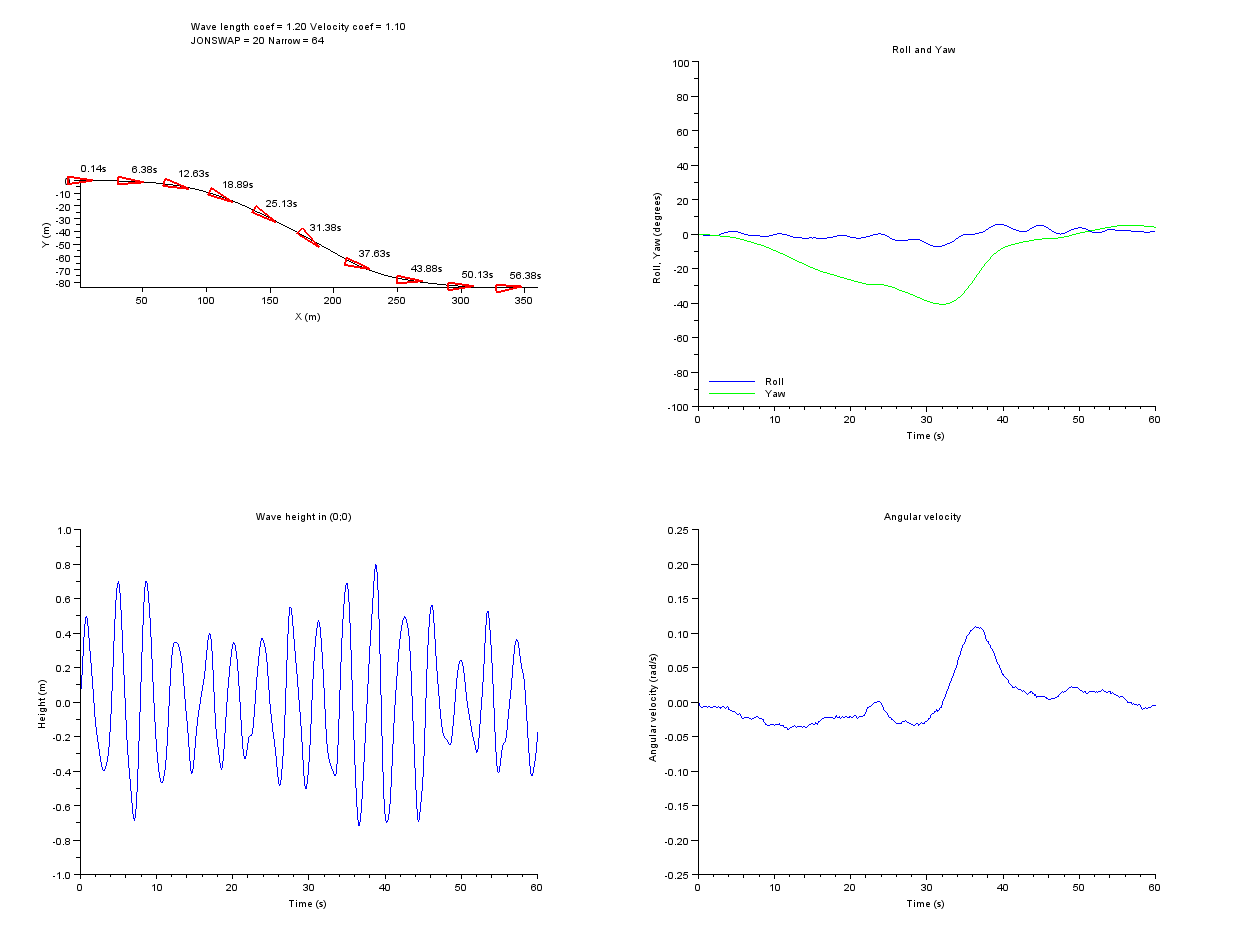 Wave length coef = 1.20 Velocity coef = 1.10
JONSWAP = 20 Narrow = 64
0.14s
6.38s
12.63s
18.89s
25.13s
31.38s
37.63s
43.88s
50.13s
56.38s
0
-10
-20
-30
-40
-50
-60
-70
-80
Y (m)
50
100
150
200
250
300
350
X (m)
Roll and Yaw
100
80
60
40
20
0
-20
-40
-60
-80
-100
Roll, Yaw (degrees)
Roll
Yaw
0
10
20
30
40
50
60
Time (s)
Wave height in (0;0)
1.0
0.8
0.6
0.4
0.2
0.0
-0.2
-0.4
-0.6
-0.8
-1.0
Height (m)
0
10
20
30
40
50
60
Time (s)
Angular velocity
0.25
0.20
0.15
0.10
0.05
0.00
-0.05
-0.10
-0.15
-0.20
-0.25
Angular velocity (rad/s)
0
10
20
30
40
50
60
Time (s)